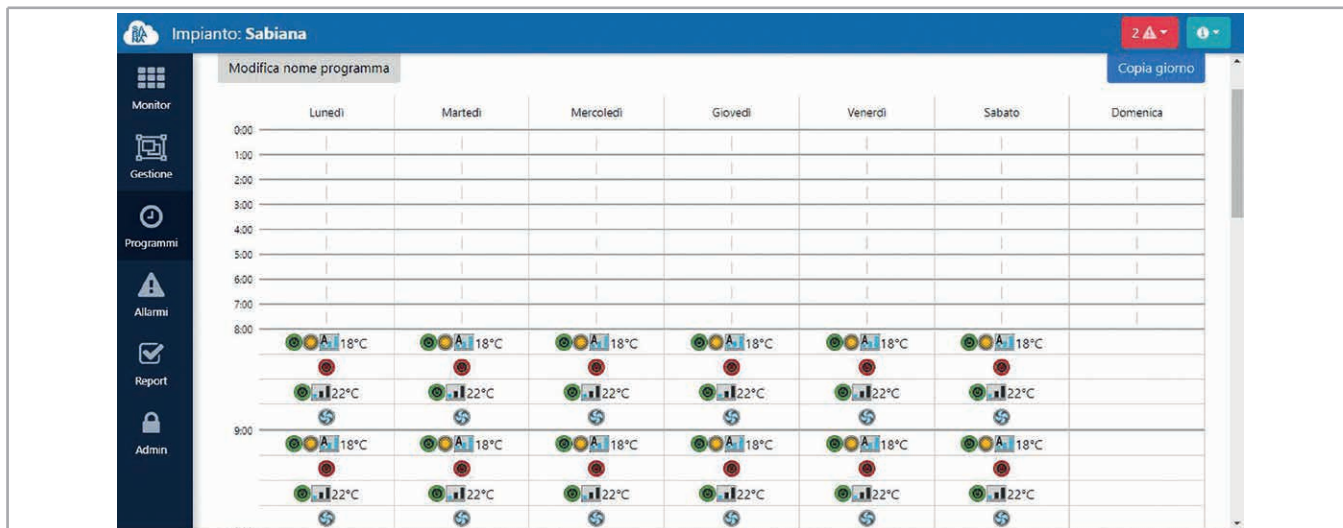 Impianto: Sabiana
2
Modifica nome programma
Copia giorno
Monitor
Gestione
Programmi
Allarmi
Report
Admin
Lunedì Martedì Mercoledì Giovedì Venerdì Sabato Domenica
0:00
1:00
2:00
3:00
4:00
5:00
6:00
7:00
8:00
A 18°C A 18°C A 18°C A 18°C A 18°C A 18°C
22°C 22°C 22°C 22°C 22°C 22°C
9:00
A 18°C A 18°C A 18°C A 18°C A 18°C A 18°C
22°C 22°C 22°C 22°C 22°C 22°C